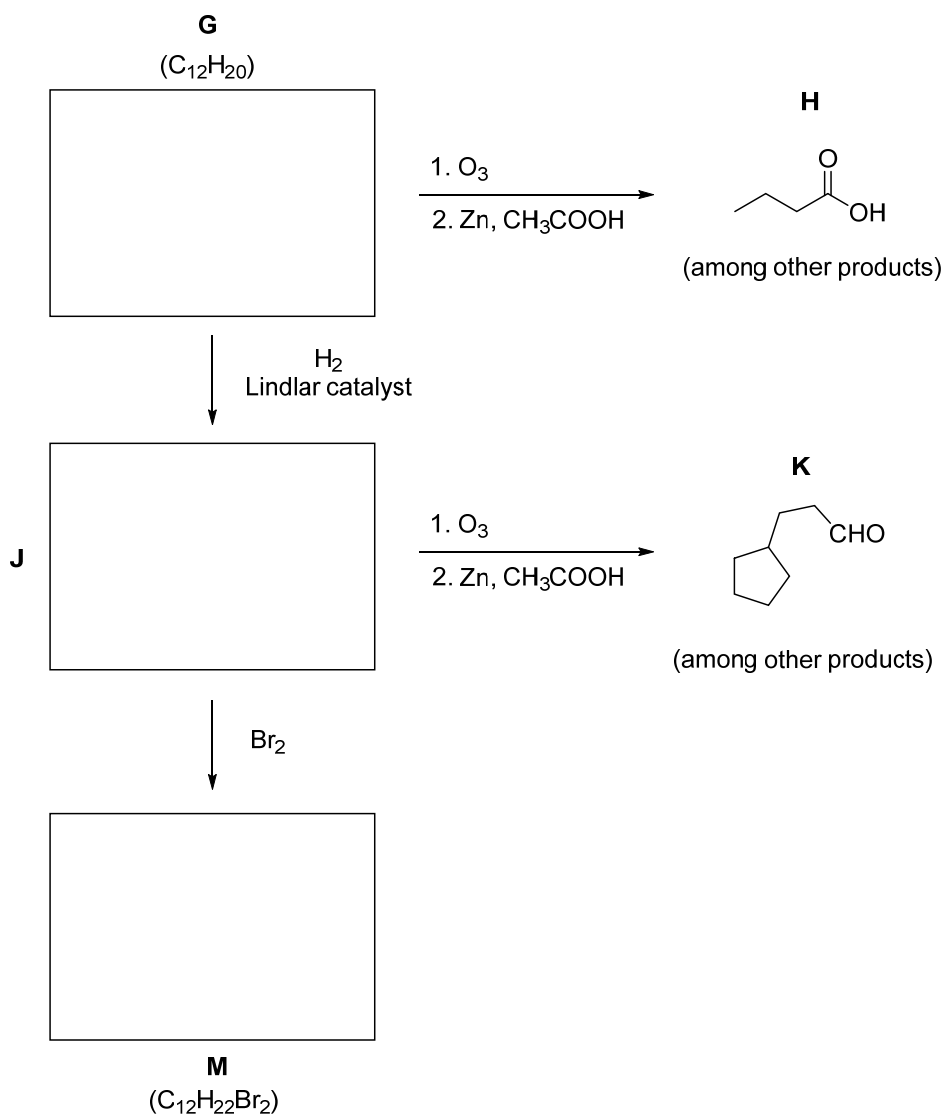 G
(C₁₂H₂₀)
H
1. O₃
2. Zn, CH₃COOH
O
OH
(among other products)
H₂
Lindlar catalyst
K
J
1. O₃
2. Zn, CH₃COOH
CHO
(among other products)
Br₂
M
(C₁₂H₂₂Br₂)